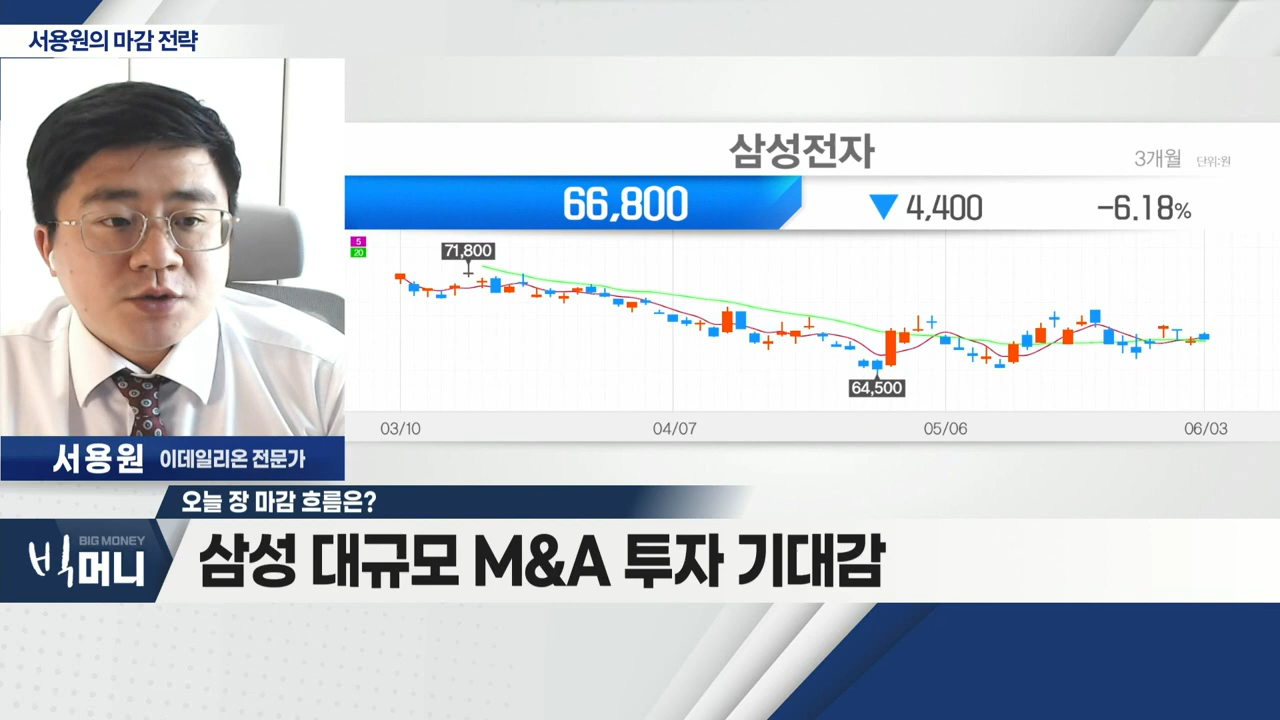 서용원의 마감 전략
삼성전자
3개월 단위:원
66,800 ▼ 4,400 -6.18%
5
20
71,800
64,500
03/10 04/07 05/06 06/03
서용원 이데일리온 전문가
오늘 장 마감 흐름은?
BIG MONEY
빅머니
삼성 대규모 M&A 투자 기대감